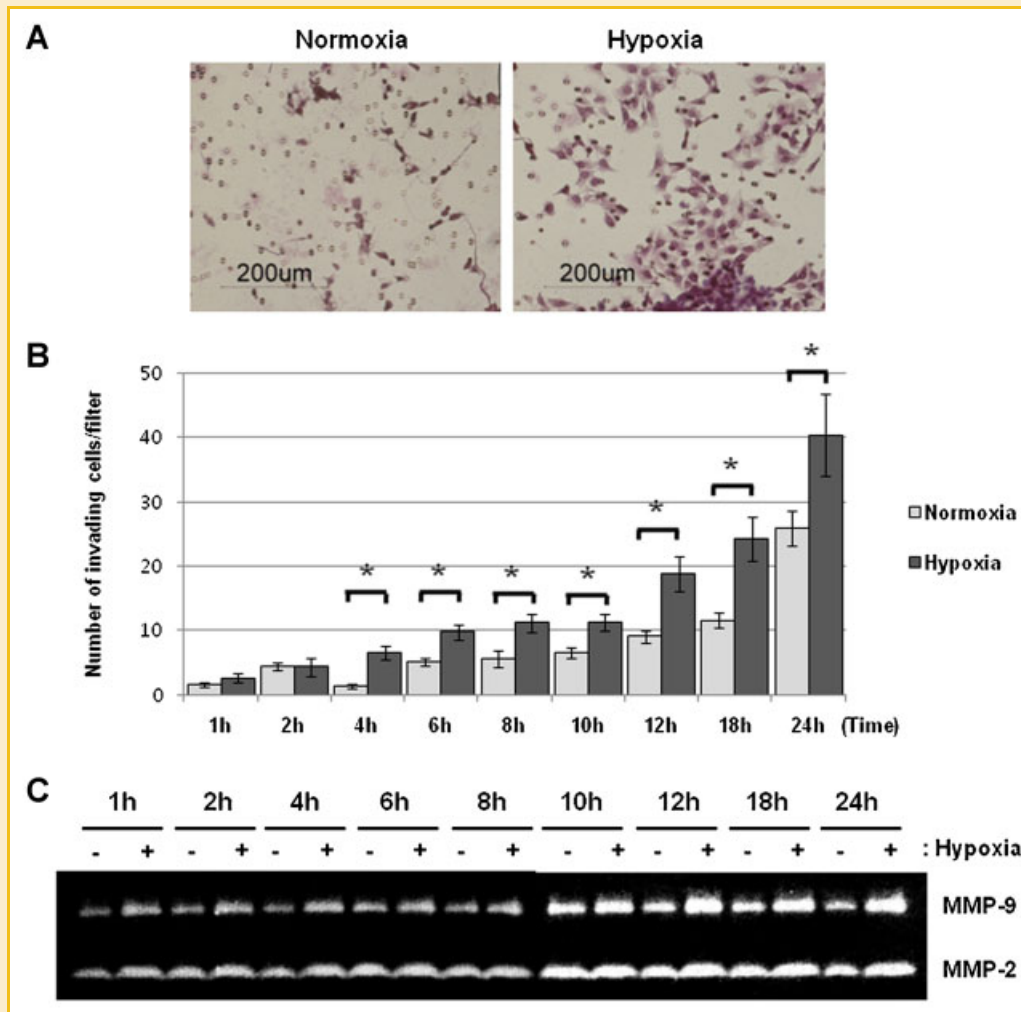 A
Normoxia Hypoxia
200um 200um
B
Number of invading cells/filter
50
40
30
20
10
0
* * * * * * *
1h 2h 4h 6h 8h 10h 12h 18h 24h (Time)
Normoxia
Hypoxia
C
1h 2h 4h 6h 8h 10h 12h 18h 24h
- + - + - + - + - + - + - + - + - + : Hypoxia
MMP-9
MMP-2